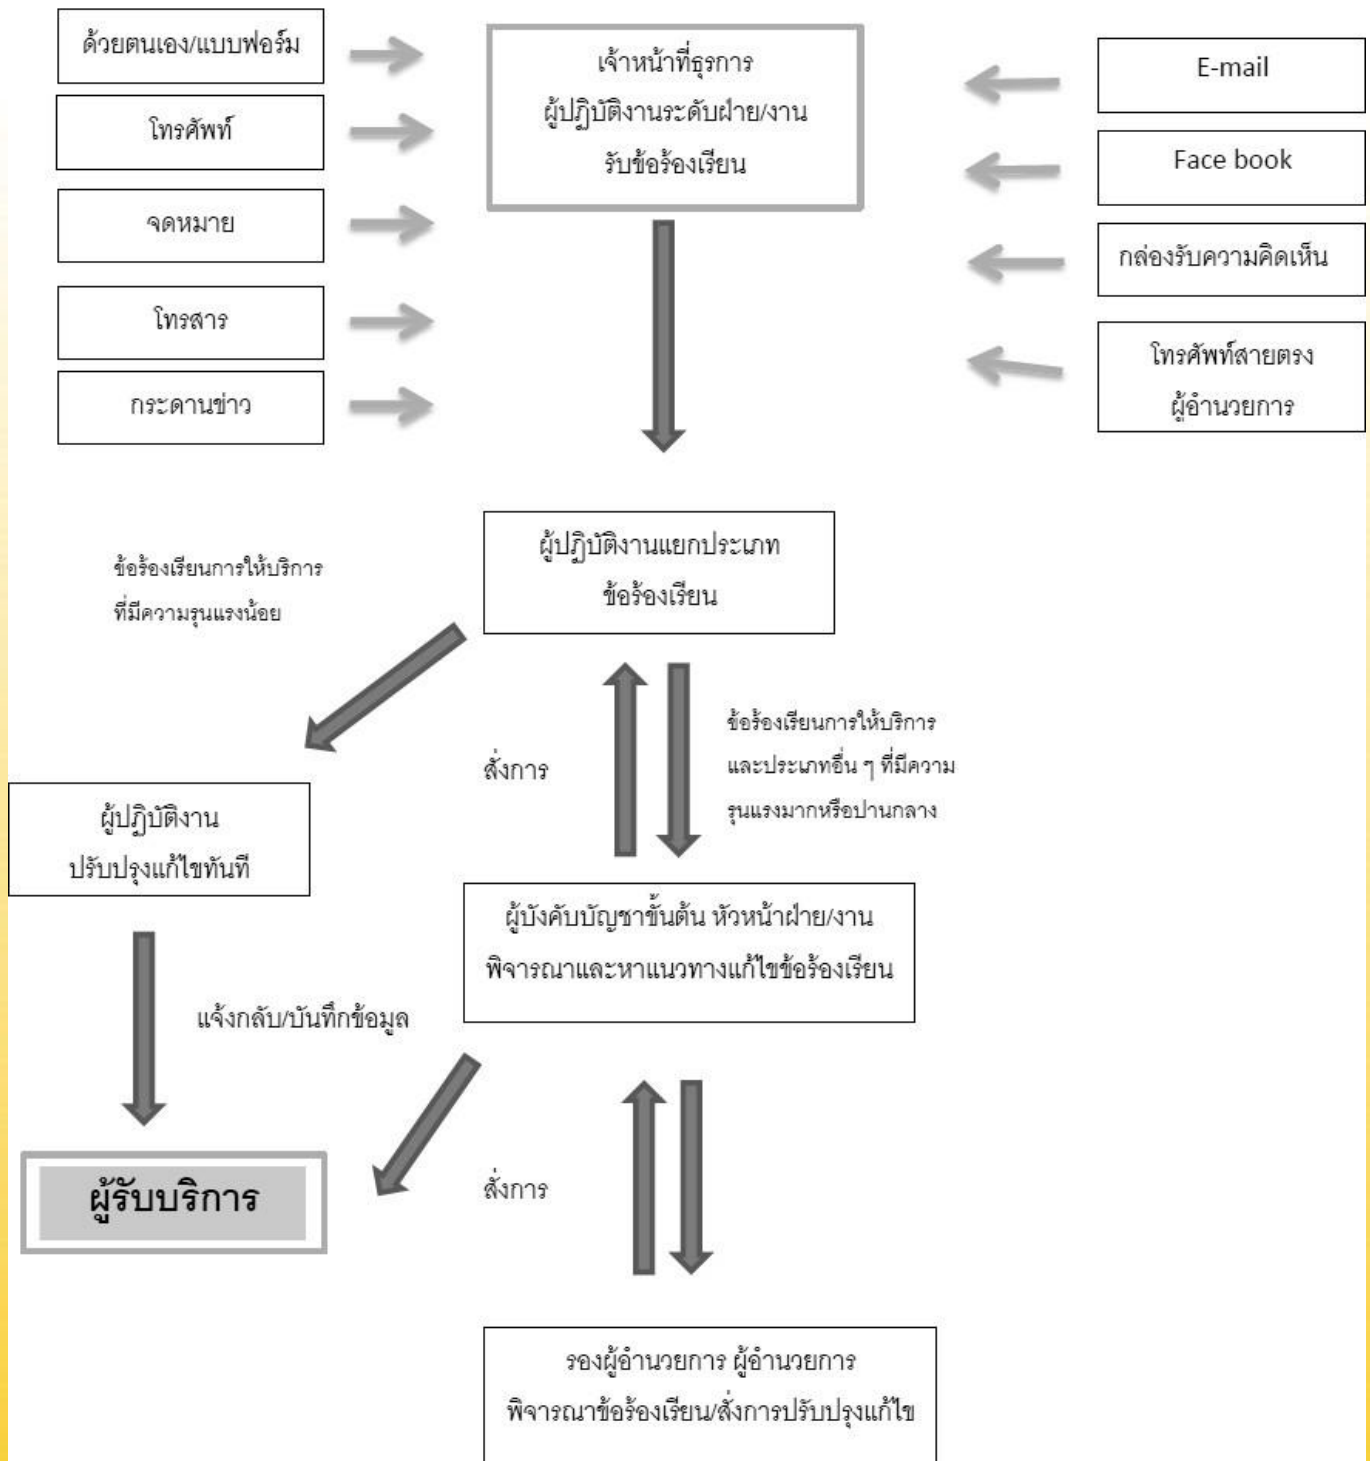 ด้วยตนเอง/แบบฟอร์ม
โทรศัพท์
จดหมาย
โทรสาร
กระดานข่าว
เจ้าหน้าที่ธุรการ
ผู้ปฏิบัติงานระดับฝ่าย/งาน
รับข้อร้องเรียน
E-mail
Face book
กล่องรับความคิดเห็น
โทรศัพท์สายตรง
ผู้อำนวยการ
ผู้ปฏิบัติงานแยกประเภท
ข้อร้องเรียน
ข้อร้องเรียนการให้บริการ
ที่มีความรุนแรงน้อย
สั่งการ
ข้อร้องเรียนการให้บริการ
และประเภทอื่น ๆ ที่มีความ
รุนแรงมากหรือปานกลาง
ผู้ปฏิบัติงาน
ปรับปรุงแก้ไขทันที
ผู้บังคับบัญชาขั้นต้น หัวหน้าฝ่าย/งาน
พิจารณาและหาแนวทางแก้ไขข้อร้องเรียน
แจ้งกลับ/บันทึกข้อมูล
ผู้รับบริการ
สั่งการ
รองผู้อำนวยการ ผู้อำนวยการ
พิจารณาข้อร้องเรียน/สั่งการปรับปรุงแก้ไข